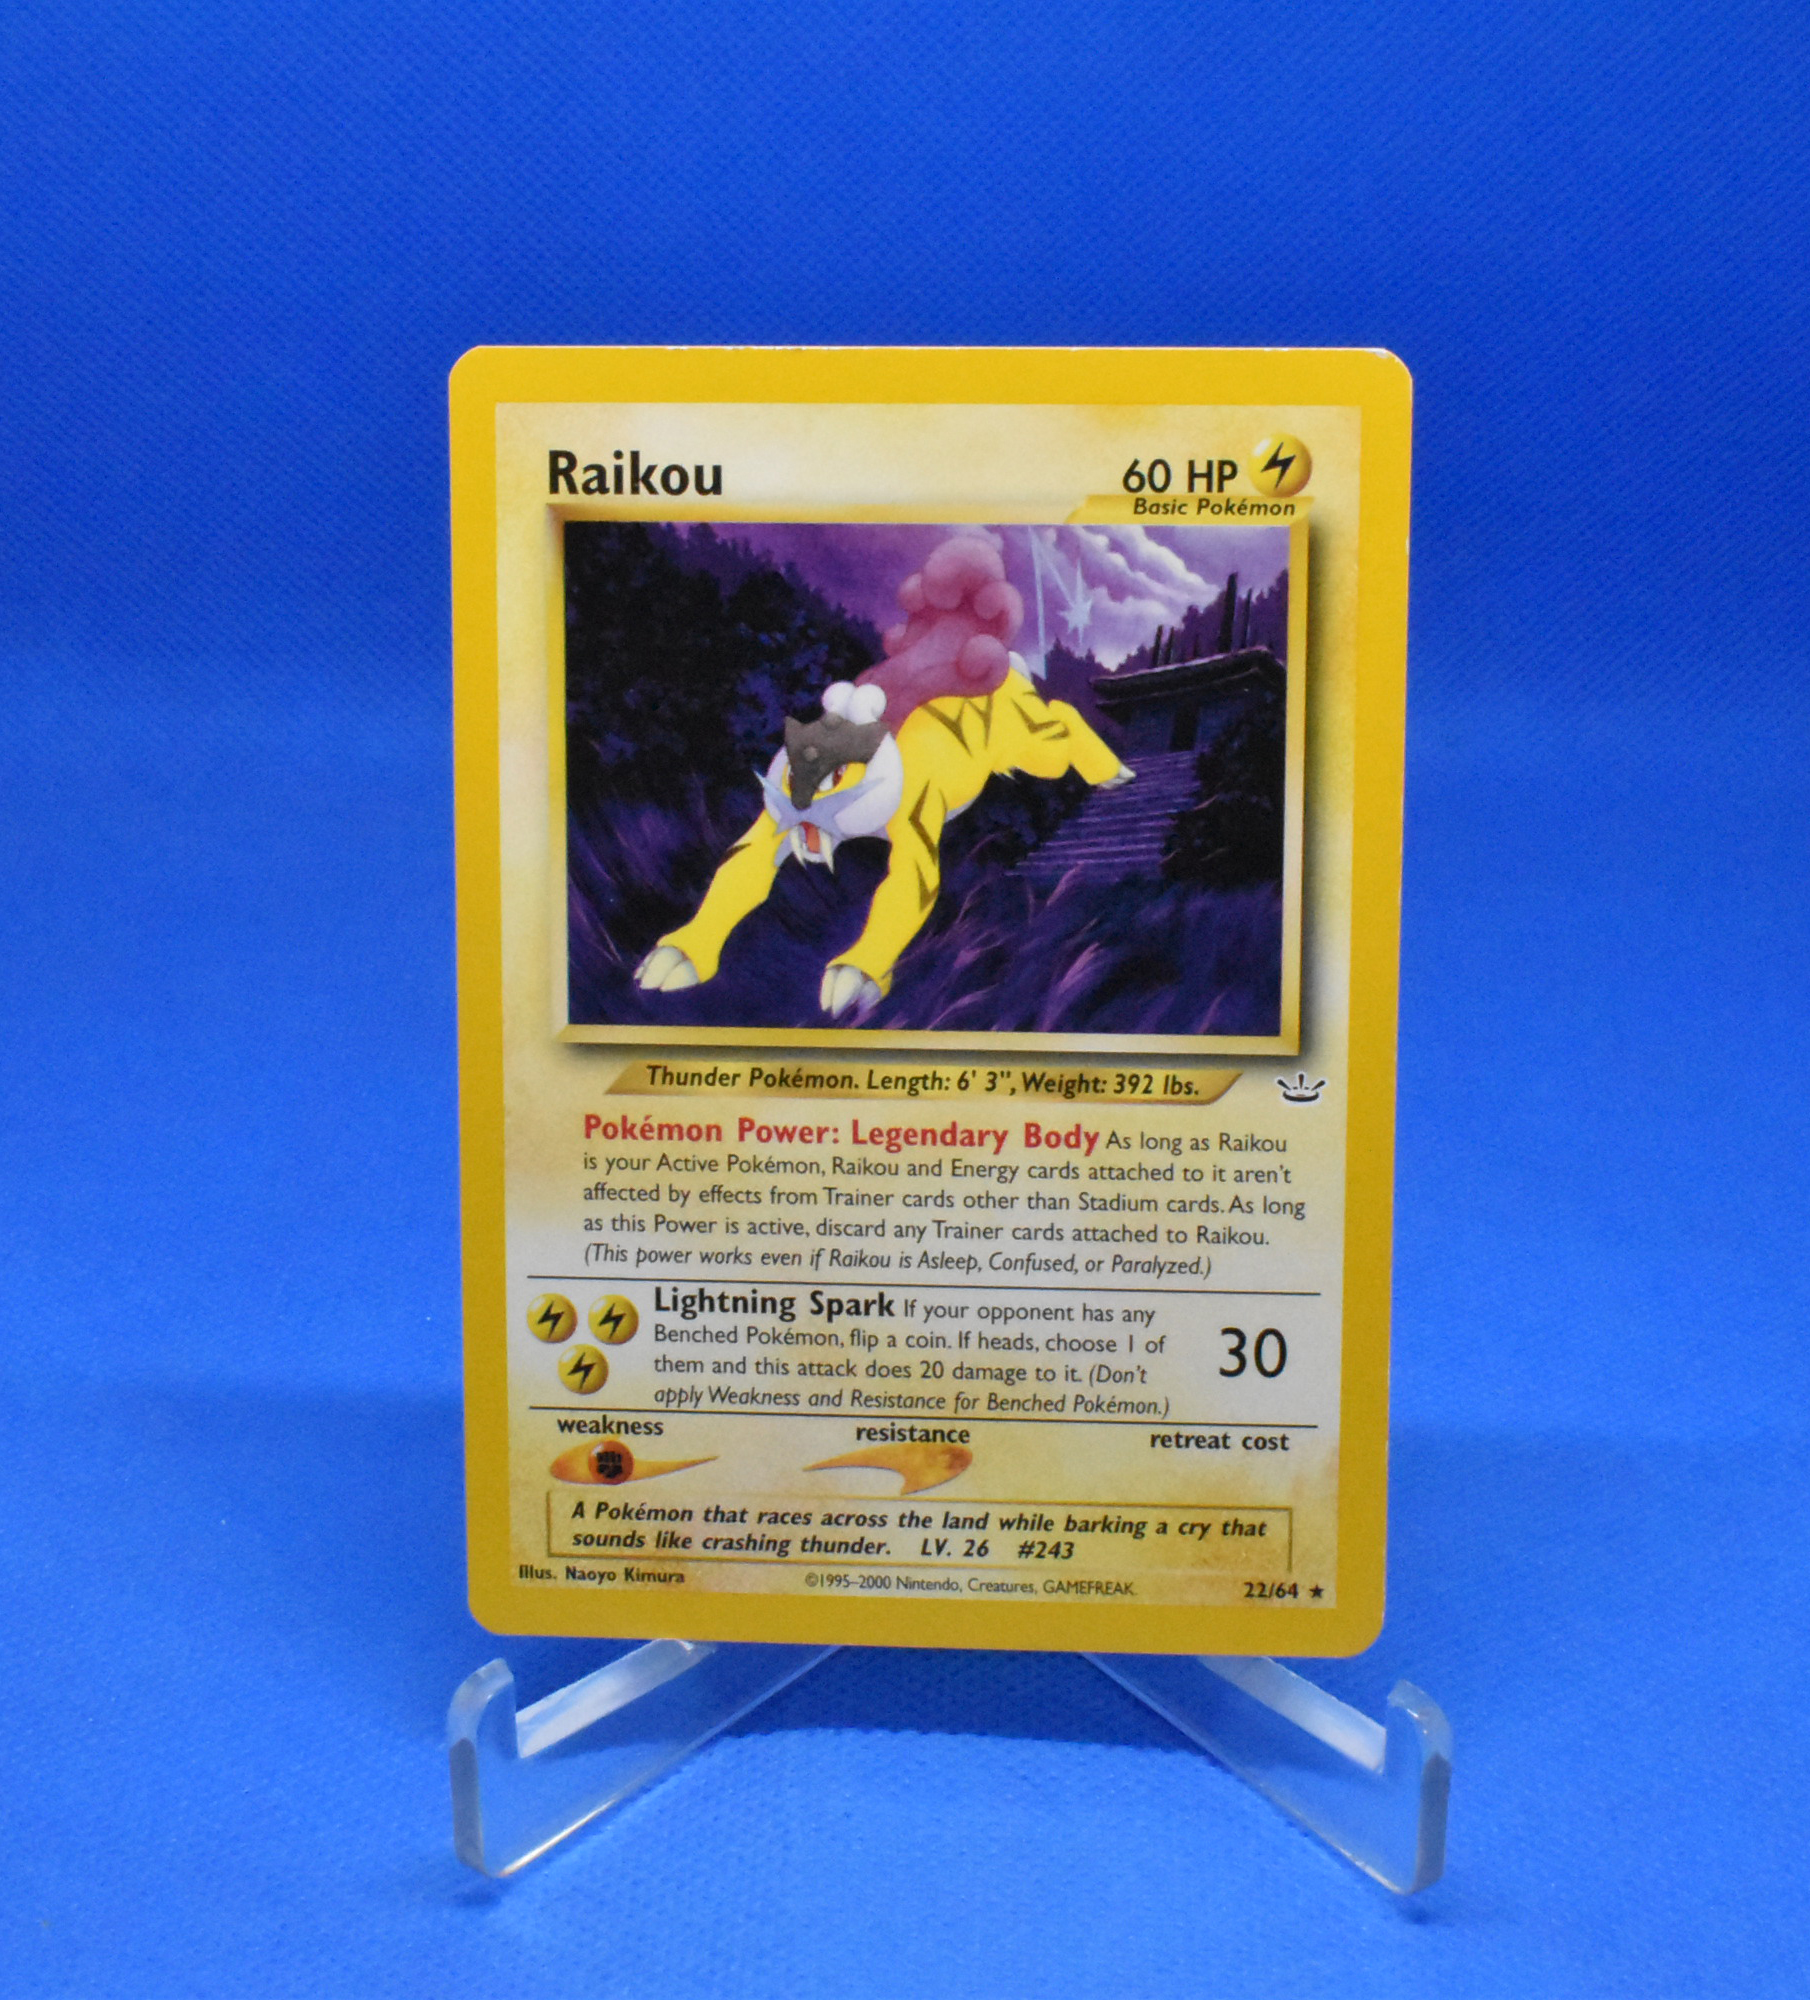 Raikou
60 HP
Basic Pokémon
Thunder Pokémon. Length: 6' 3", Weight: 392 lbs.
Pokémon Power: Legendary Body As long as Raikou
is your Active Pokémon, Raikou and Energy cards attached to it aren't
affected by effects from Trainer cards other than Stadium cards. As long
as this Power is active, discard any Trainer cards attached to Raikou.
(This power works even if Raikou is Asleep, Confused, or Paralyzed.)
Lightning Spark If your opponent has any
Benched Pokémon, flip a coin. If heads, choose 1 of
them and this attack does 20 damage to it. (Don't
apply Weakness and Resistance for Benched Pokémon.)
30
weakness
resistance
retreat cost
A Pokémon that races across the land while barking a cry that
sounds like crashing thunder. LV. 26 #243
Illus. Naoyo Kimura
©1995–2000 Nintendo, Creatures, GAMEFREAK.
22/64 ★